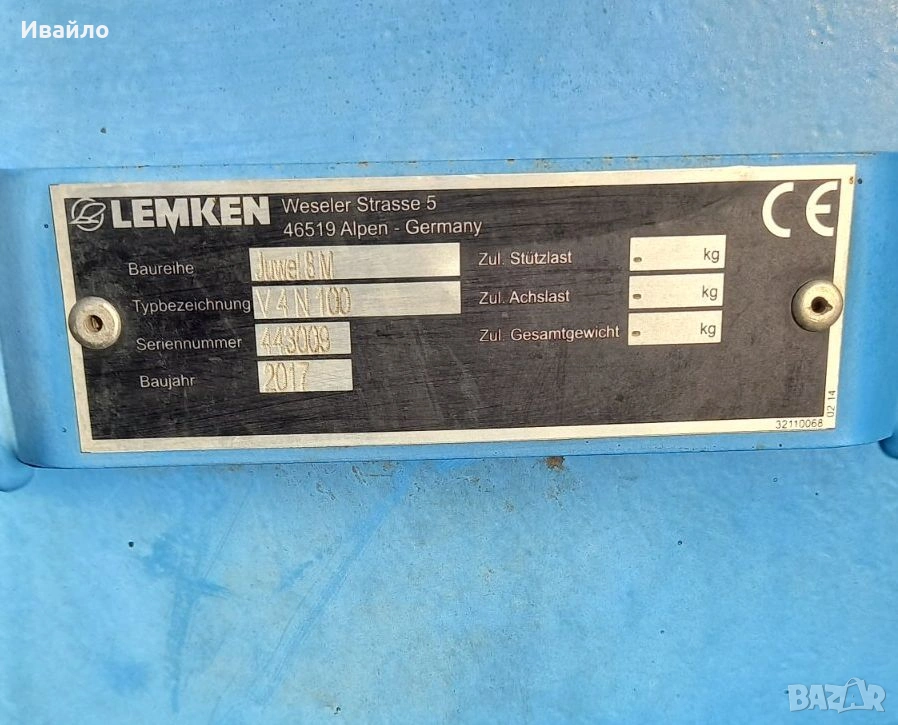 Ивайло
LEMKEN Weseler Strasse 5
46519 Alpen - Germany
CE
Baureihe Juwel 8 M
Typbezeichnung V 4 N 100
Seriennummer 443009
Baujahr 2017
Zul. Stützlast - kg
Zul. Achslast - kg
Zul. Gesamtgewicht - kg
32110068 02 14
BAZAR